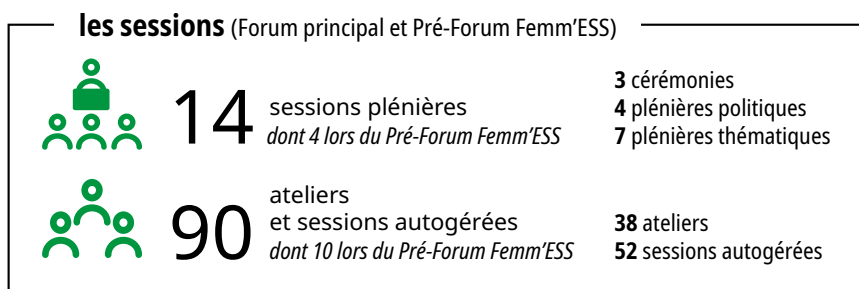 les sessions (Forum principal et Pré-Forum Femm'ESS)
14 sessions plénières
dont 4 lors du Pré-Forum Femm'ESS
3 cérémonies
4 plénières politiques
7 plénières thématiques
90 ateliers
et sessions autogérées
dont 10 lors du Pré-Forum Femm'ESS
38 ateliers
52 sessions autogérées